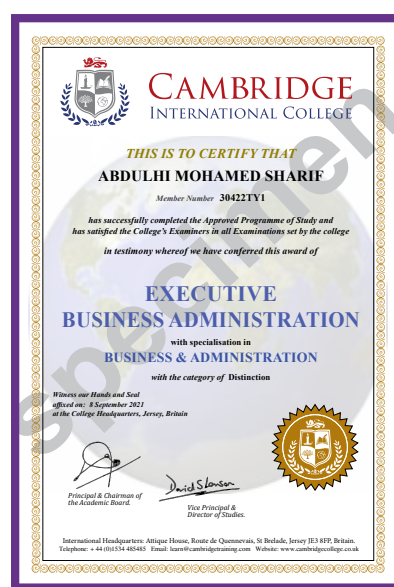 CAMBRIDGE
INTERNATIONAL COLLEGE
THIS IS TO CERTIFY THAT
ABDULHI MOHAMED SHARIF
Member Number 30422TY1
has successfully completed the Approved Programme of Study and
has satisfied the College's Examiners in all Examinations set by the college
in testimony whereof we have conferred this award of
EXECUTIVE
BUSINESS ADMINISTRATION
with specialisation in
BUSINESS & ADMINISTRATION
with the category of Distinction
Witness our Hands and Seal
affixed on: 8 September 2021
at the College Headquarters, Jersey, Britain
Principal & Chairman of
the Academic Board.
Vice Principal &
Director of Studies.
International Headquarters: Attique House, Route de Quennevais, St Brelade, Jersey JE3 8FP, Britain.
Telephone: + 44 (0)1534 485485 Email: learn@cambridgetraining.com Website: www.cambridgecollege.co.uk
specimen